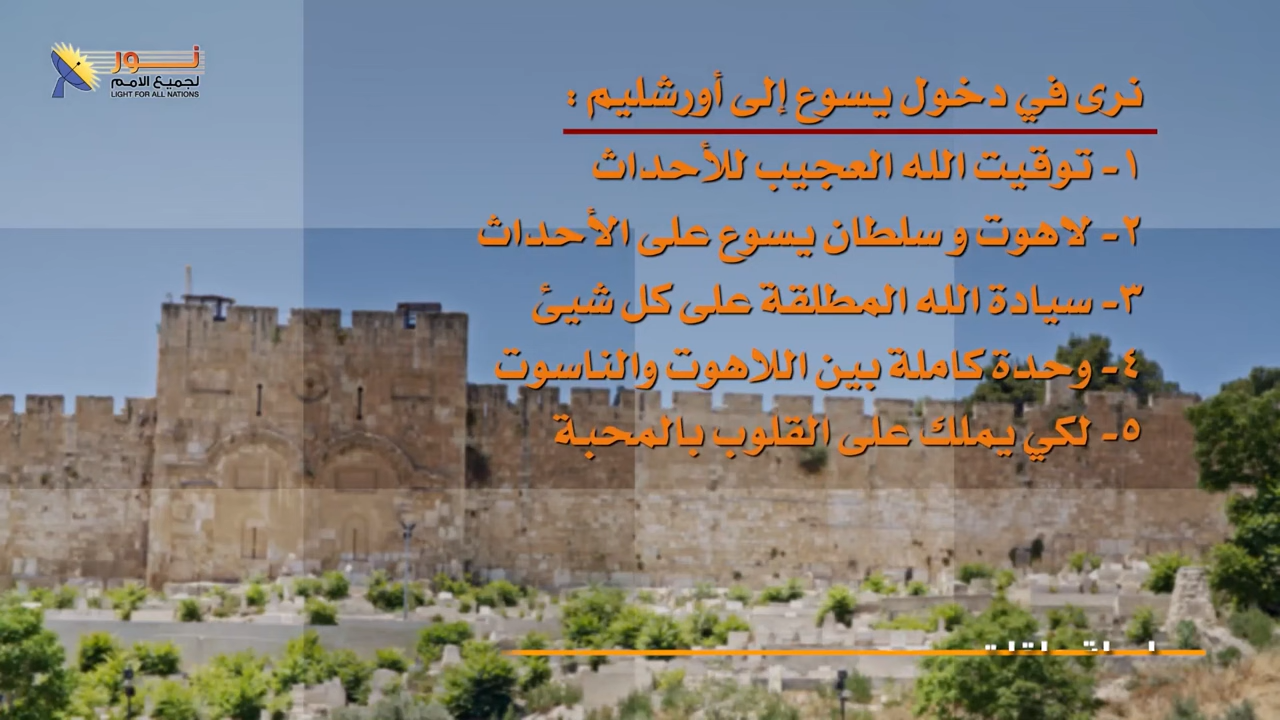 نور
لجميع الامم
LIGHT FOR ALL NATIONS
نرى في دخول يسوع إلى أورشليم :
١- توقيت الله العجيب للأحداث
٢- لاهوت و سلطان يسوع على الأحداث
٣- سيادة الله المطلقة على كل شيئ
٤- وحدة كاملة بين اللاهوت والناسوت
٥- لكي يملك على القلوب بالمحبة